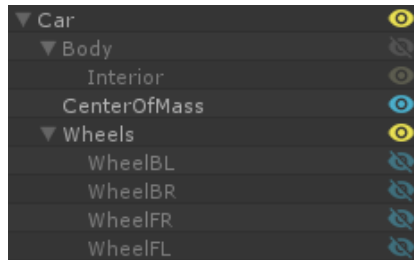 Car
Body
Interior
CenterOfMass
Wheels
WheelBL
WheelBR
WheelFR
WheelFL